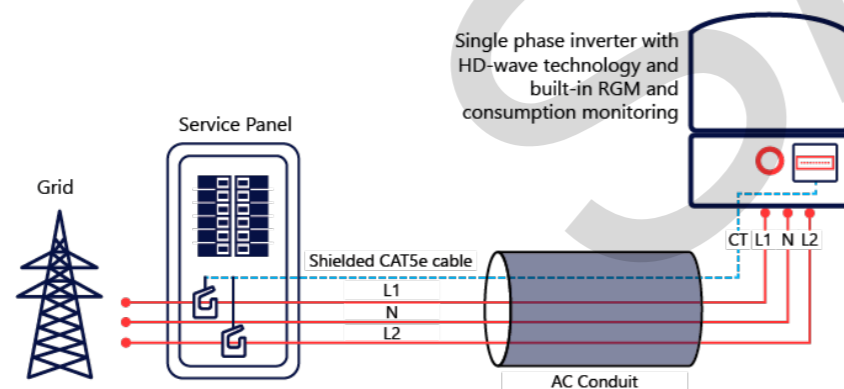 Single phase inverter with
HD-wave technology and
built-in RGM and
consumption monitoring
Service Panel
Grid
CT L1 N L2
Shielded CAT5e cable
L1
N
L2
AC Conduit